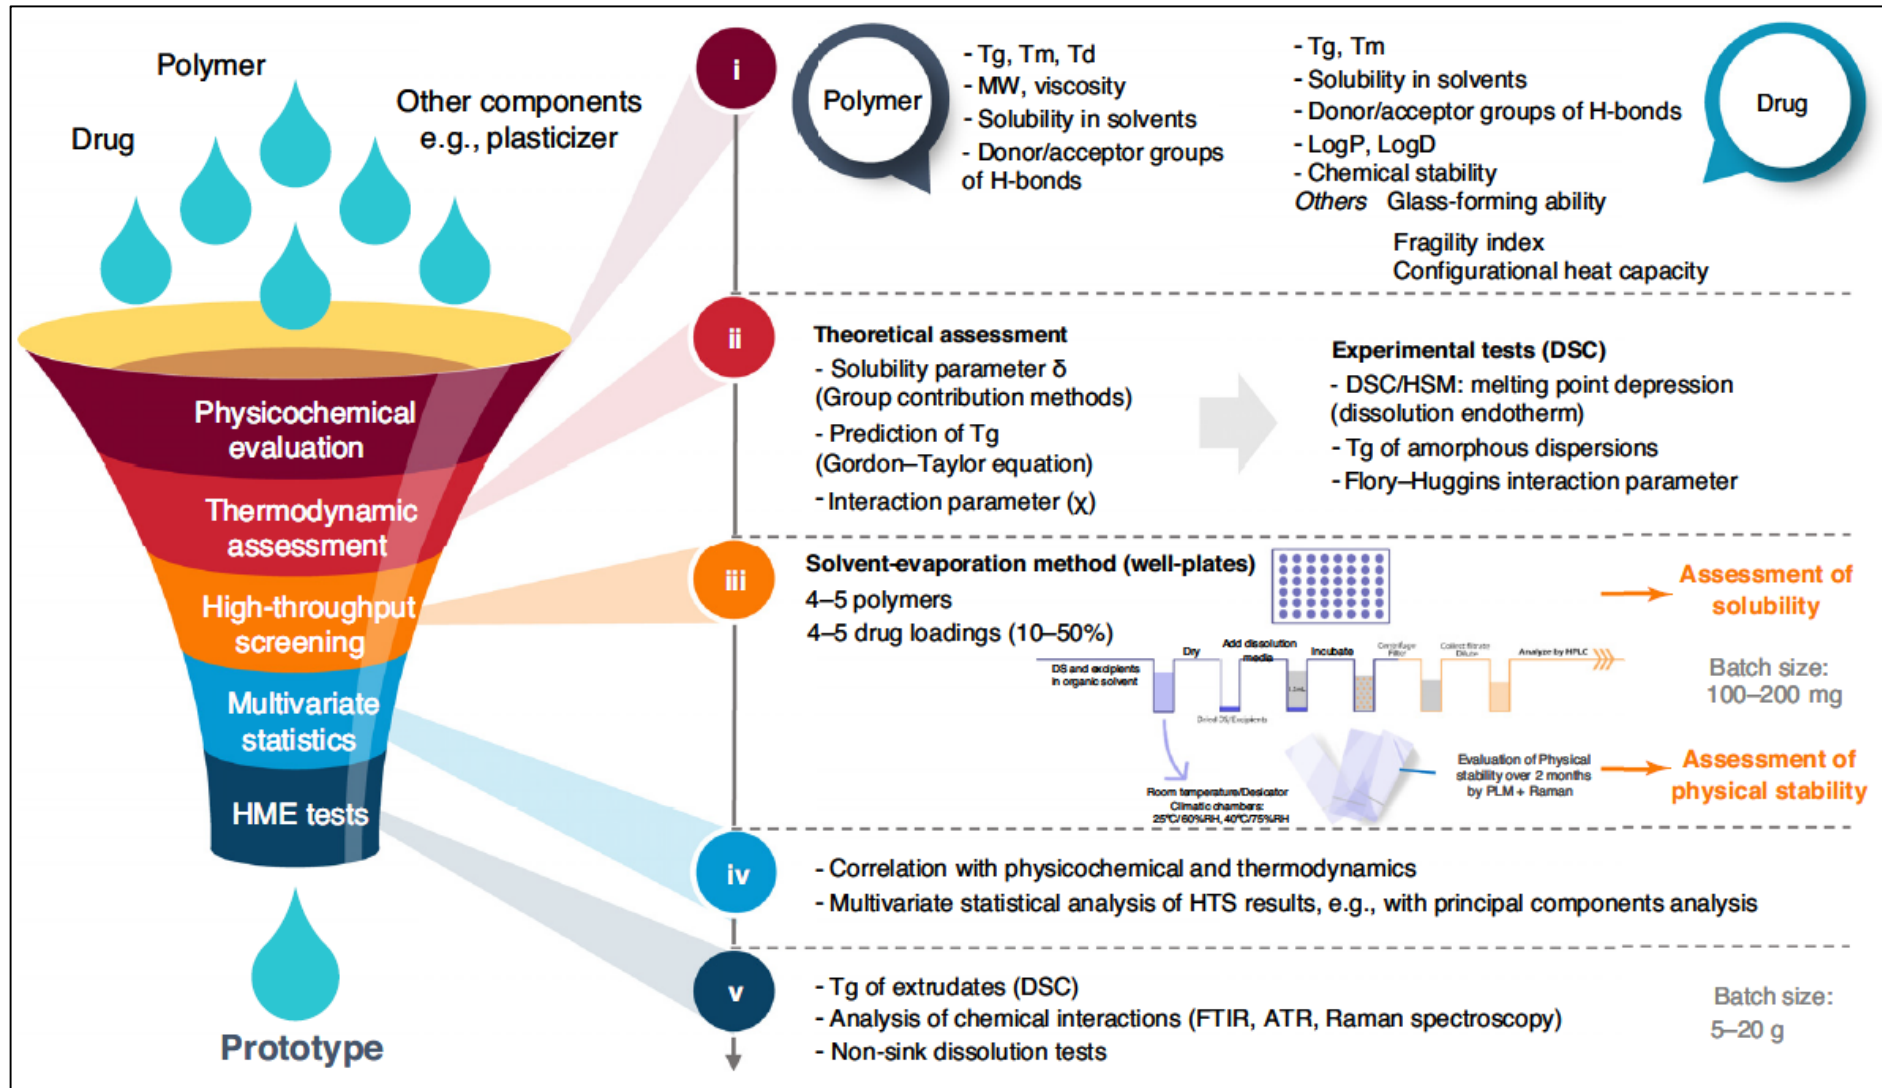 Polymer
Drug
Other components
e.g., plasticizer
Physicochemical
evaluation
Thermodynamic
assessment
High-throughput
screening
Multivariate
statistics
HME tests
Prototype
i
Polymer
- Tg, Tm, Td
- MW, viscosity
- Solubility in solvents
- Donor/acceptor groups
of H-bonds
- Tg, Tm
- Solubility in solvents
- Donor/acceptor groups of H-bonds
- LogP, LogD
- Chemical stability
Others Glass-forming ability
Fragility index
Configurational heat capacity
Drug
ii
Theoretical assessment
- Solubility parameter δ
(Group contribution methods)
- Prediction of Tg
(Gordon–Taylor equation)
- Interaction parameter (χ)
Experimental tests (DSC)
- DSC/HSM: melting point depression
(dissolution endotherm)
- Tg of amorphous dispersions
- Flory–Huggins interaction parameter
iii
Solvent-evaporation method (well-plates)
4–5 polymers
4–5 drug loadings (10–50%)
DS and excipients
in organic solvent
Dry
Dried DS/Excipients
Add dissolution
media
Incubate
Centrifuge
Filter
Collect filtrate
Dilute
Analyze by HPLC
Assessment of
solubility
Batch size:
100–200 mg
Room temperature/Desicator
Climatic chambers:
25°C/60%RH, 40°C/75%RH
Evaluation of Physical
stability over 2 months
by PLM + Raman
Assessment of
physical stability
iv
- Correlation with physicochemical and thermodynamics
- Multivariate statistical analysis of HTS results, e.g., with principal components analysis
v
- Tg of extrudates (DSC)
- Analysis of chemical interactions (FTIR, ATR, Raman spectroscopy)
- Non-sink dissolution tests
Batch size:
5–20 g